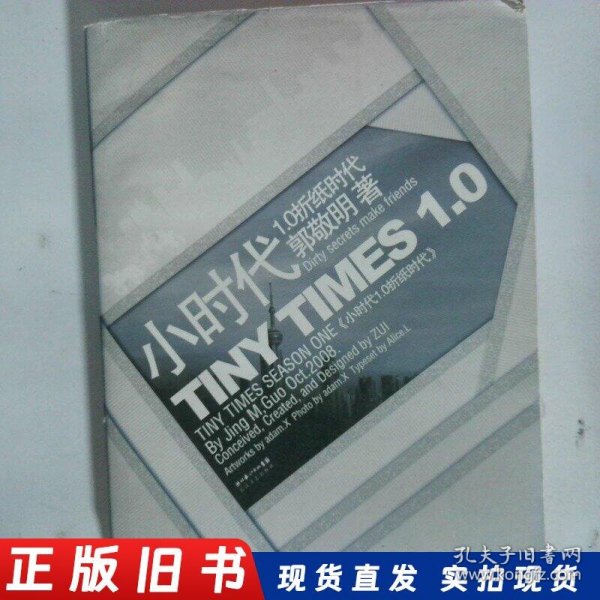 小时代
1.0折纸时代
郭敬明 著
Dirty secrets make friends
TINY TIMES 1.0
TINY TIMES SEASON ONE《小时代1.0折纸时代》
By Jing M.Guo Oct.2008
Conceived, Created, and Designed by ZUI
Artworks by adam.X Photo by adam.X Typeset by Alice.L
正版旧书
现货直发 实拍现货
孔夫子旧书网
www.kongfz.com